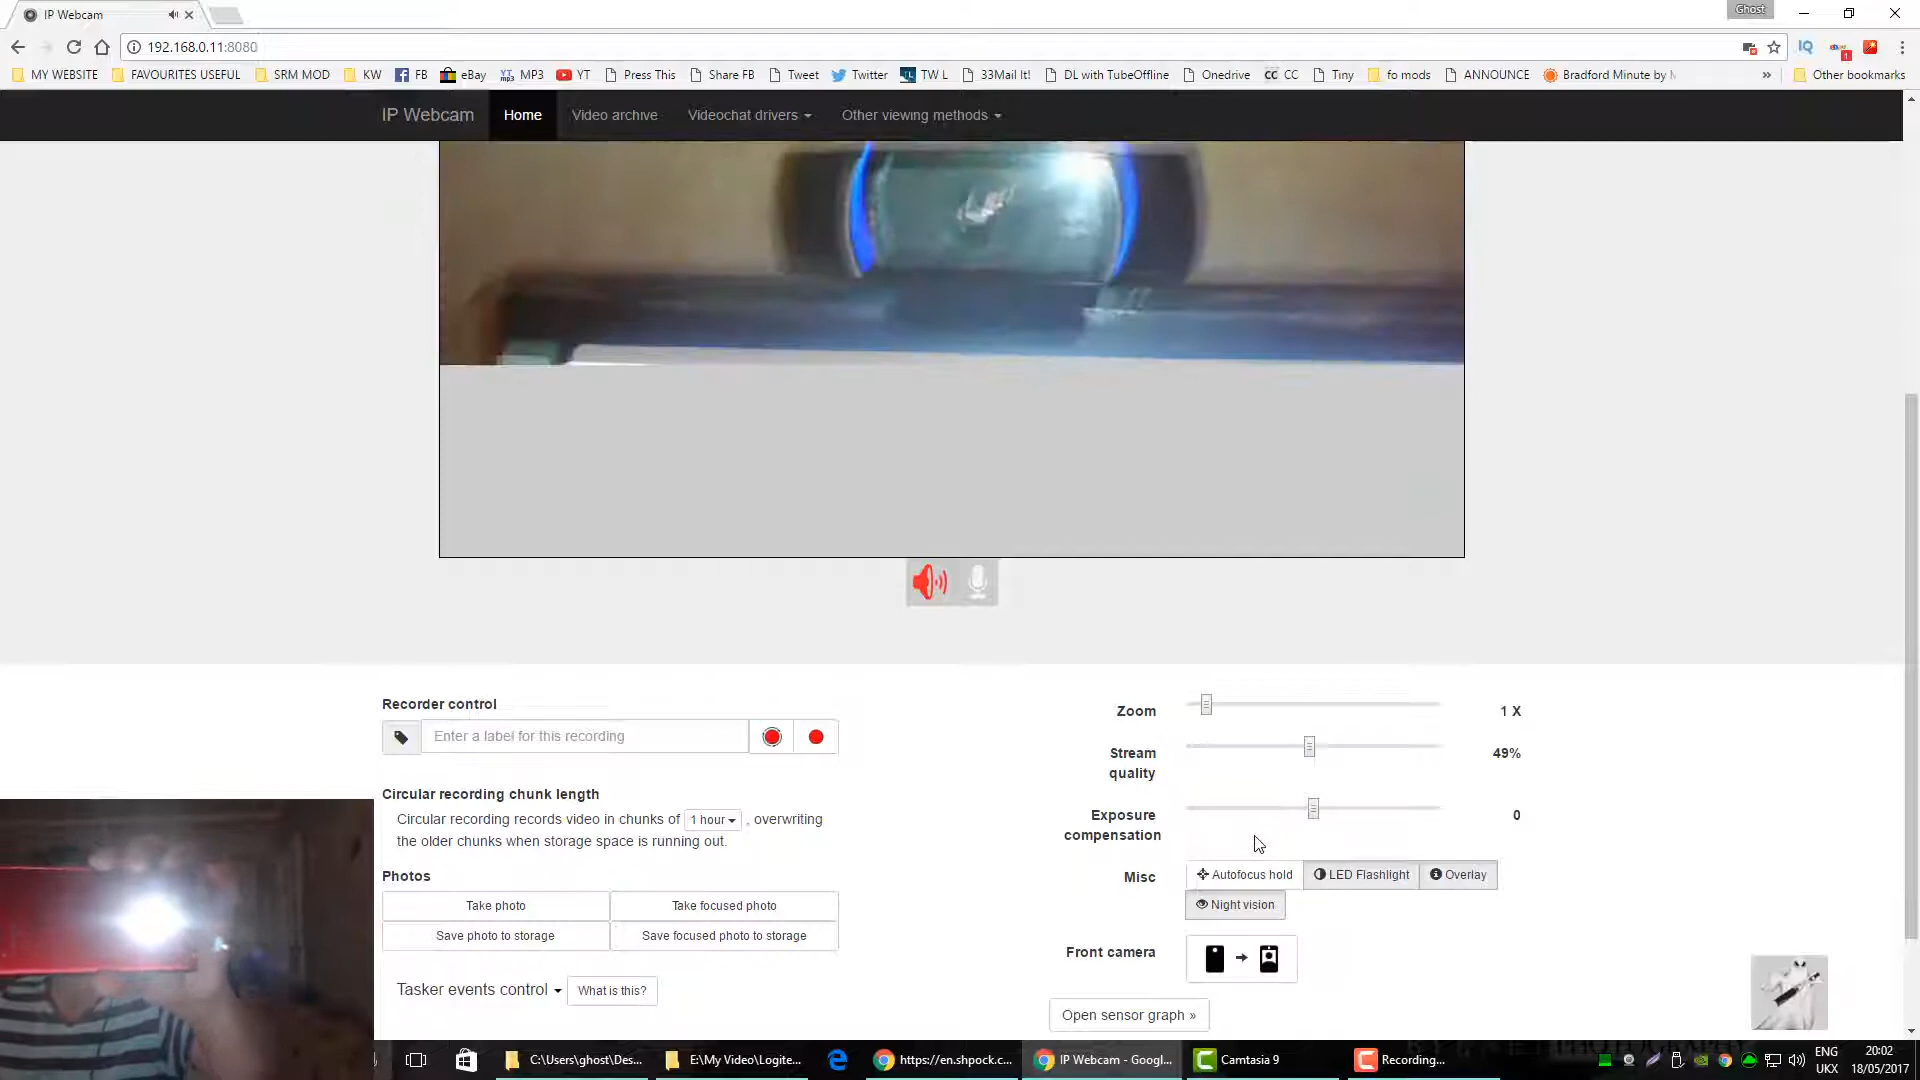 IP Webcam
Ghost
192.168.0.11:8080
MY WEBSITE FAVOURITES USEFUL SRM MOD KW FB eBay MP3 YT Press This Share FB Tweet Twitter TW L 33Mail It! DL with TubeOffline Onedrive CC CC Tiny fo mods ANNOUNCE Bradford Minute by » Other bookmarks
IP Webcam Home Video archive Videochat drivers Other viewing methods
Recorder control
Enter a label for this recording
Circular recording chunk length
Circular recording records video in chunks of 1 hour , overwriting
the older chunks when storage space is running out.
Photos
Take photo Take focused photo
Save photo to storage Save focused photo to storage
Tasker events control What is this?
Zoom 1 X
Stream quality 49%
Exposure compensation 0
Misc Autofocus hold LED Flashlight Overlay
Night vision
Front camera
Open sensor graph »
C:\Users\ghost\Des... E:\My Video\Logite... https://en.shpock.c... IP Webcam - Googl... Camtasia 9 Recording...
ENG
UKX
20:02
18/05/2017